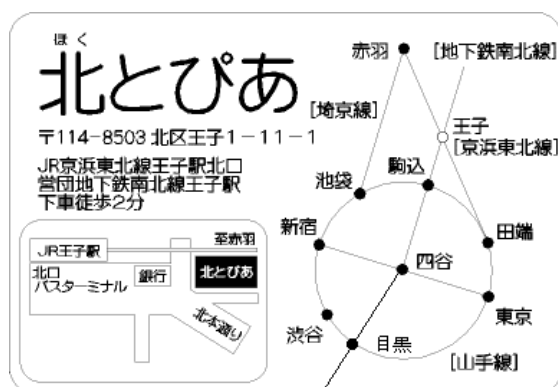 ほく
北とぴあ
〒114-8503 北区王子1-11-1
JR京浜東北線王子駅北口
営団地下鉄南北線王子駅
下車徒歩2分
至赤羽
JR王子駅
北口
バスターミナル
銀行
北とぴあ
北本通り
赤羽
[地下鉄南北線]
[埼京線]
王子
[京浜東北線]
池袋
駒込
新宿
田端
四谷
東京
渋谷
目黒
[山手線]